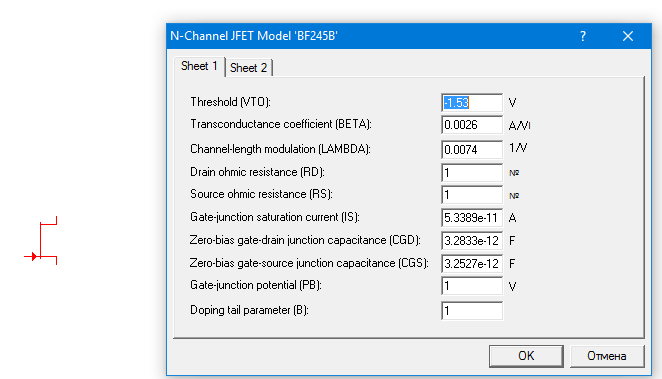 N-Channel JFET Model 'BF245B'
? ×
Sheet 1 Sheet 2
Threshold (VTO): -1.53 V
Transconductance coefficient (BETA): 0.0026 A/V
Channel-length modulation (LAMBDA): 0.0074 1/V
Drain ohmic resistance (RD): 1 №
Source ohmic resistance (RS): 1 №
Gate-junction saturation current (IS): 5.3389e-11 A
Zero-bias gate-drain junction capacitance (CGD): 3.2833e-12 F
Zero-bias gate-source junction capacitance (CGS): 3.2527e-12 F
Gate-junction potential (PB): 1 V
Doping tail parameter (B): 1
OK Отмена